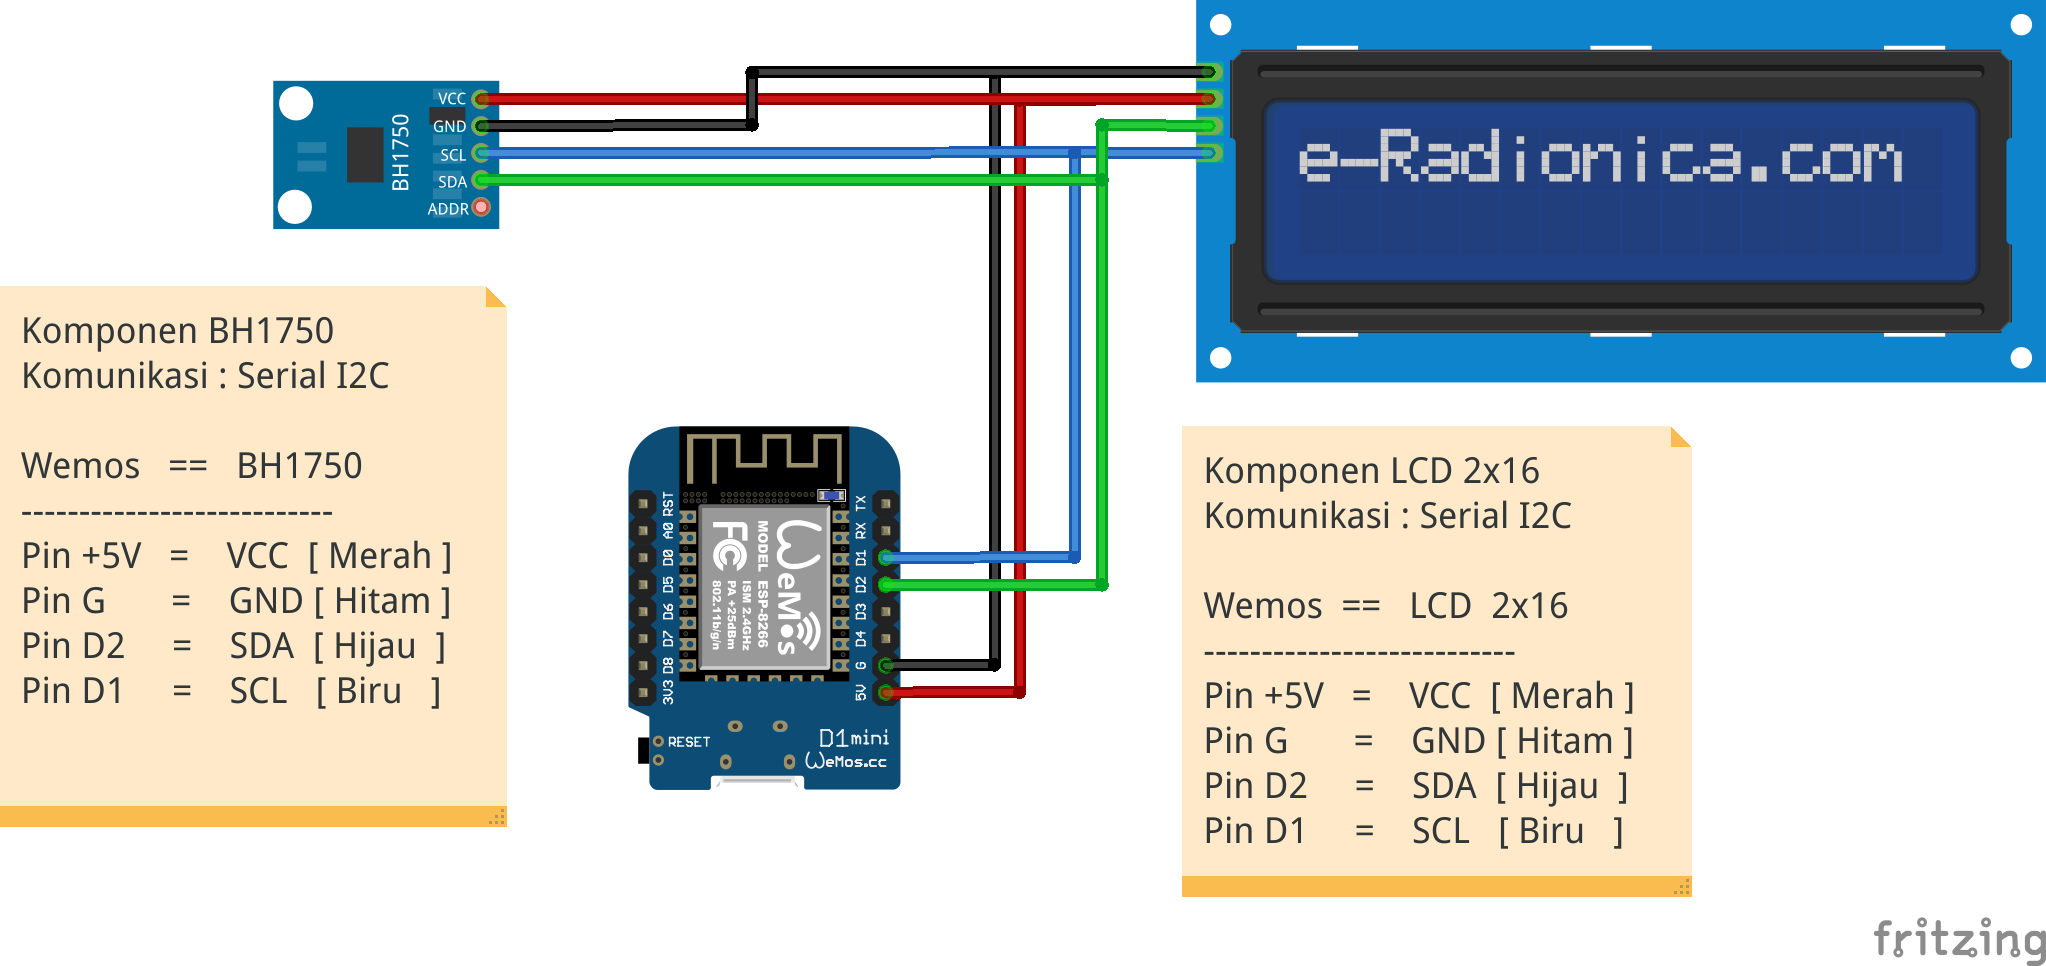 VCC
GND
SCL
SDA
ADDR
BH1750
e-Radionica.com
Komponen BH1750
Komunikasi : Serial I2C
Wemos == BH1750
---------------------------
Pin +5V = VCC [ Merah ]
Pin G = GND [ Hitam ]
Pin D2 = SDA [ Hijau ]
Pin D1 = SCL [ Biru ]
RST
A0
D0
D5
D6
D7
D8
3V3
TX
RX
D1
D2
D3
D4
G
5V
WeMos
FC
MODEL ESP-8266
ISM 2.4GHz
PA +25dBm
802.11b/g/n
RESET
D1mini
WeMos.cc
Komponen LCD 2x16
Komunikasi : Serial I2C
Wemos == LCD 2x16
---------------------------
Pin +5V = VCC [ Merah ]
Pin G = GND [ Hitam ]
Pin D2 = SDA [ Hijau ]
Pin D1 = SCL [ Biru ]
fritzing